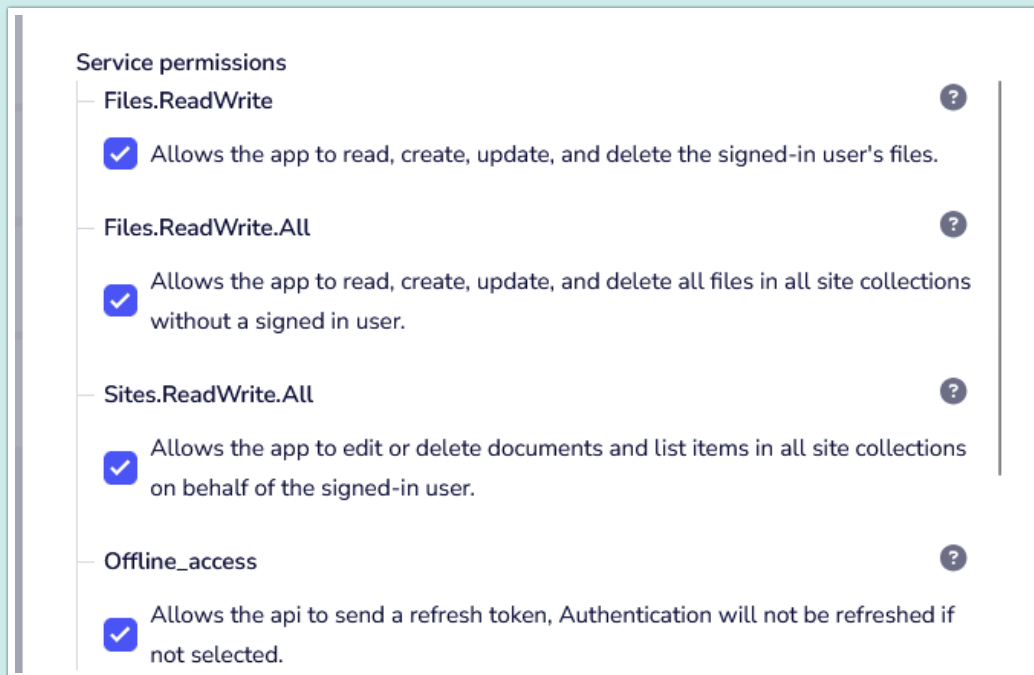 Service permissions
Files.ReadWrite
?
Allows the app to read, create, update, and delete the signed-in user's files.
Files.ReadWrite.All
?
Allows the app to read, create, update, and delete all files in all site collections
without a signed in user.
Sites.ReadWrite.All
?
Allows the app to edit or delete documents and list items in all site collections
on behalf of the signed-in user.
Offline_access
?
Allows the api to send a refresh token, Authentication will not be refreshed if
not selected.